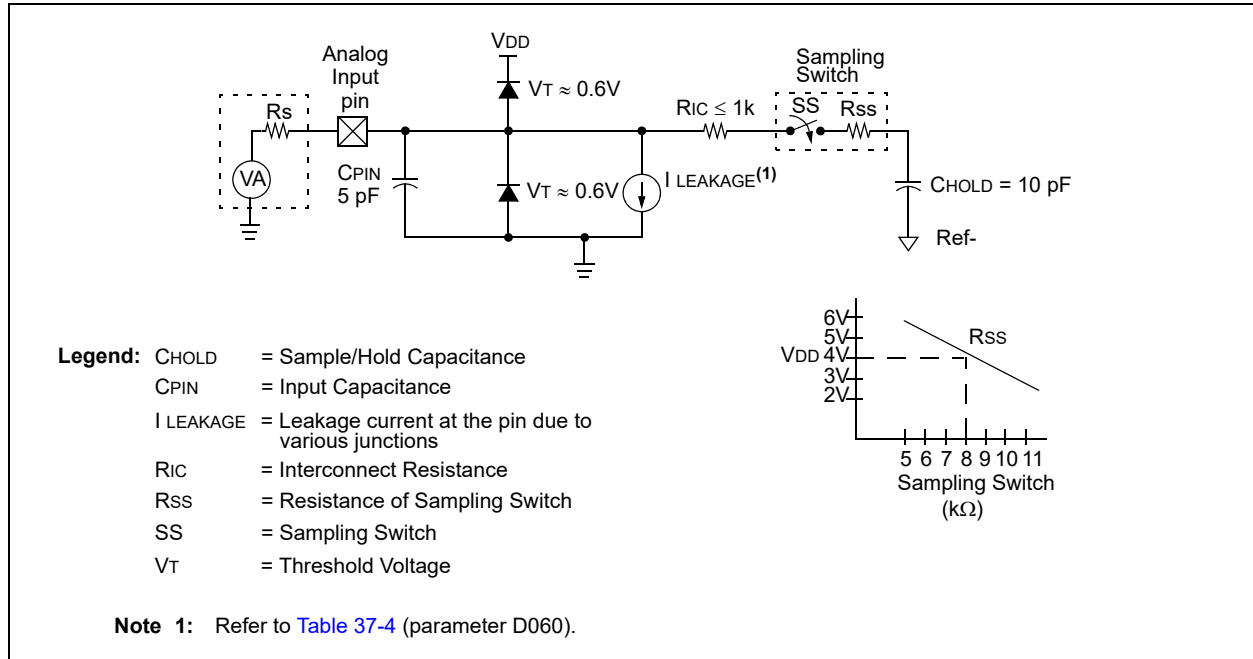 VDD
Analog
Input
pin
Sampling
Switch
VT ≈ 0.6V
Rs
RIC ≤ 1k
SS
Rss
VA
CPIN
5 pF
VT ≈ 0.6V
I LEAKAGE(1)
CHOLD = 10 pF
Ref-
6V
5V
VDD 4V
3V
2V
RSS
5 6 7 8 9 10 11
Sampling Switch
(kΩ)
Legend: CHOLD = Sample/Hold Capacitance
CPIN = Input Capacitance
I LEAKAGE = Leakage current at the pin due to
various junctions
RIC = Interconnect Resistance
RSS = Resistance of Sampling Switch
SS = Sampling Switch
VT = Threshold Voltage
Note 1: Refer to Table 37-4 (parameter D060).